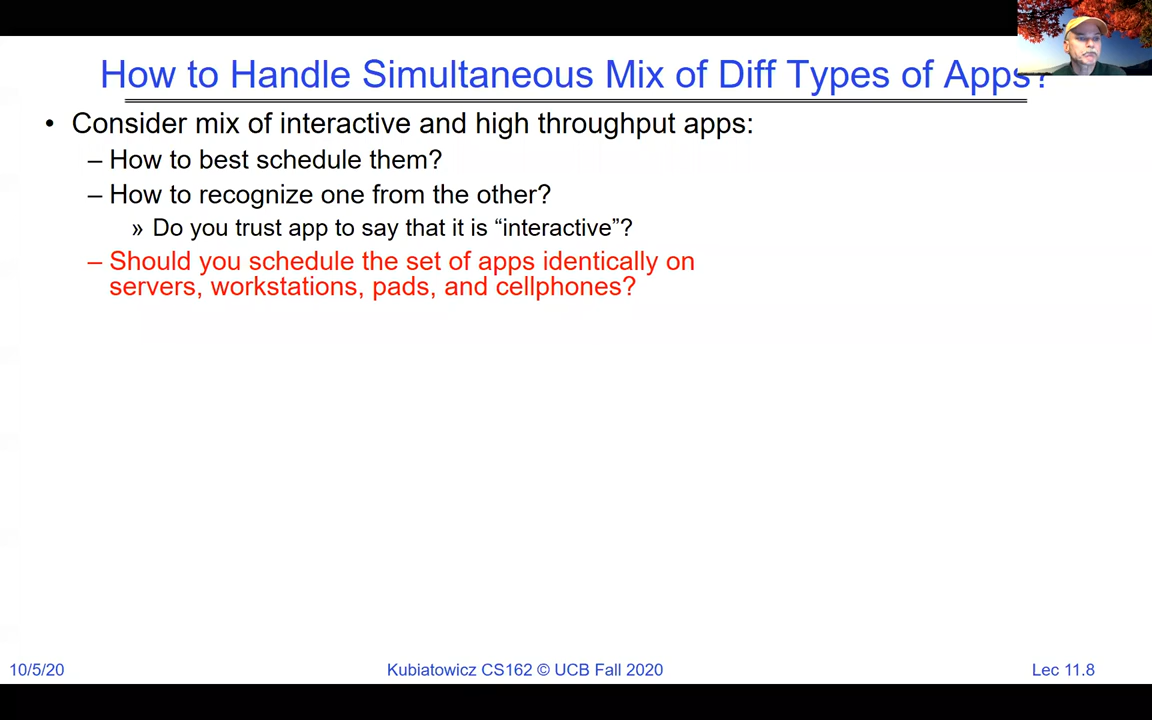 How to Handle Simultaneous Mix of Diff Types of Apps?
• Consider mix of interactive and high throughput apps:
– How to best schedule them?
– How to recognize one from the other?
» Do you trust app to say that it is “interactive”?
– Should you schedule the set of apps identically on
servers, workstations, pads, and cellphones?
10/5/20
Kubiatowicz CS162 © UCB Fall 2020
Lec 11.8